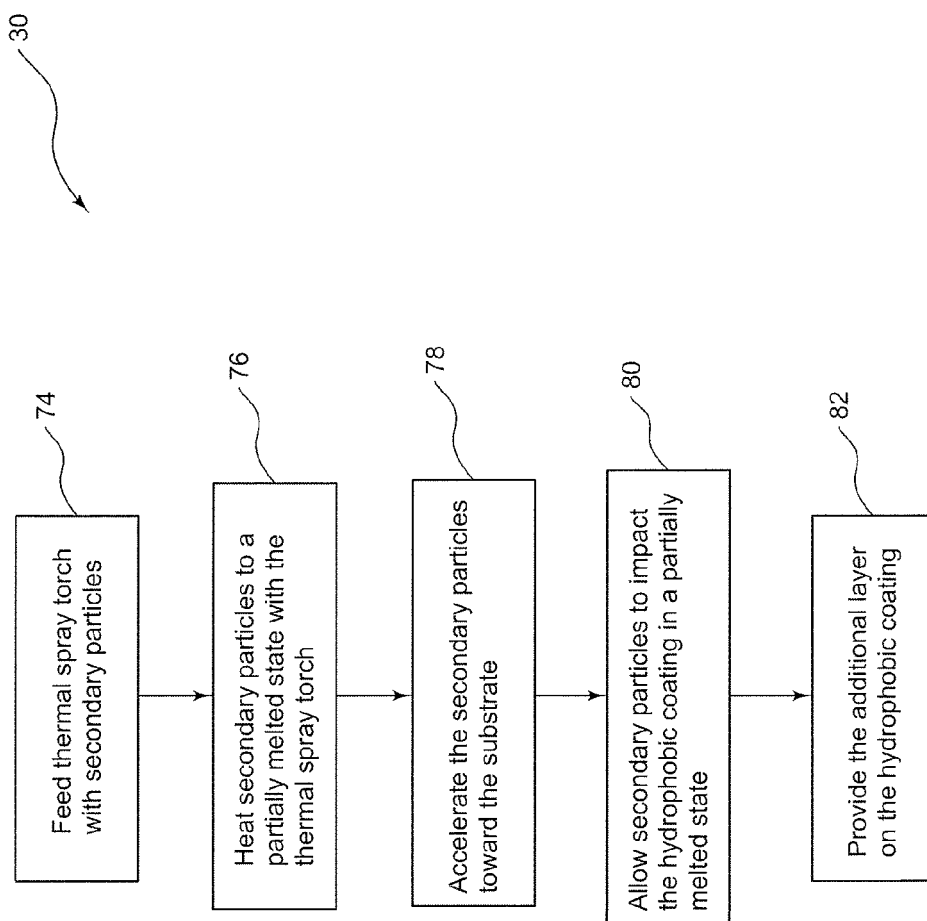 30
74
Feed thermal spray torch
with secondary particles
76
Heat secondary particles to a
partially melted state with the
thermal spray torch
78
Accelerate the secondary particles
toward the substrate
80
Allow secondary particles to impact
the hydrophobic coating in a partially
melted state
82
Provide the additional layer
on the hydrophobic coating